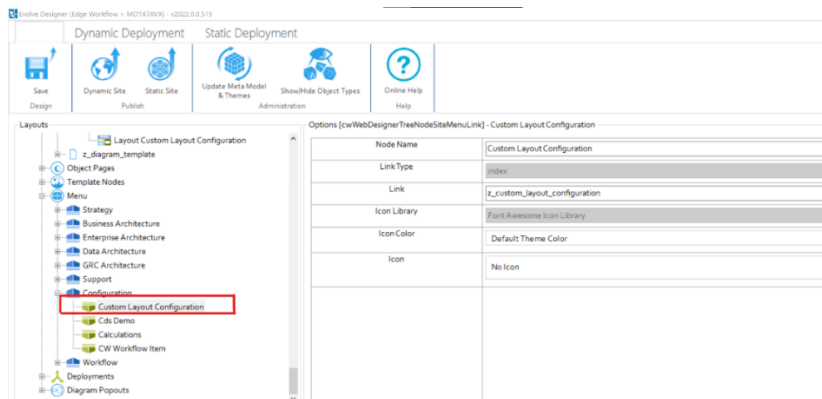 Evolve Designer (Edge Workflow > MO1X7AVX) - v2022.0.0.515
Dynamic Deployment Static Deployment
Save Dynamic Site Static Site Update Meta Model & Themes Show/Hide Object Types Online Help
Design Publish Administration Help
Layouts
Layout Custom Layout Configuration
z_diagram_template
Object Pages
Template Nodes
Menu
Strategy
Business Architecture
Enterprise Architecture
Data Architecture
GRC Architecture
Support
Configuration
Custom Layout Configuration
Cds Demo
Calculations
CW Workflow Item
Workflow
Deployments
Diagram Popouts
Options [cwWebDesignerTreeNodeSiteMenuLink] - Custom Layout Configuration
Node Name Custom Layout Configuration
Link Type index
Link z_custom_layout_configuration
Icon Library Font Awesome Icon Library
Icon Color Default Theme Color
Icon No Icon